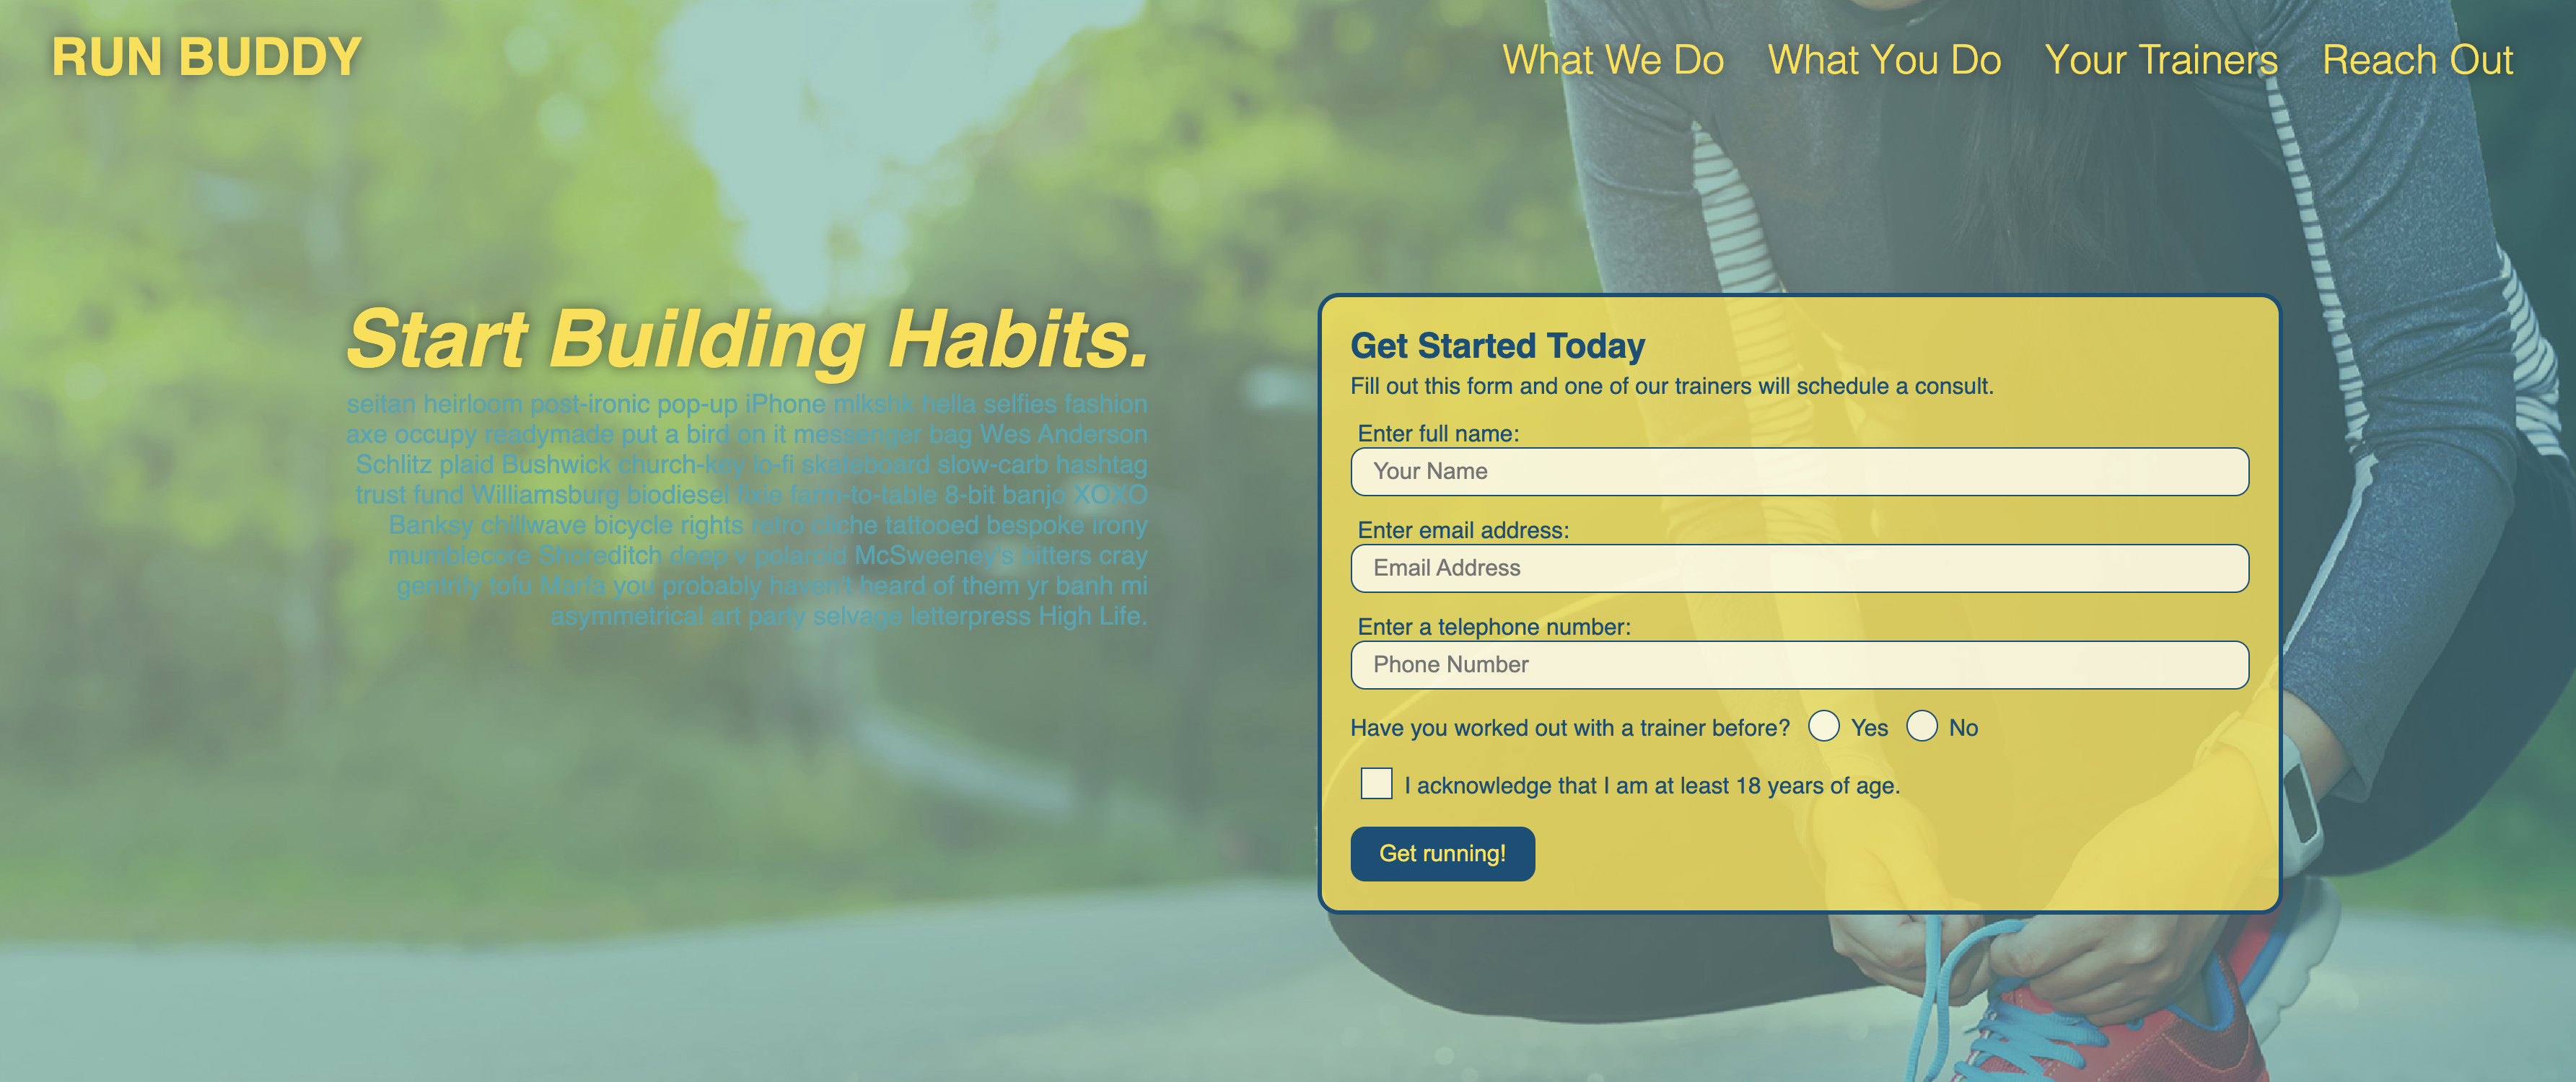 RUN BUDDY
What We Do What You Do Your Trainers Reach Out
Start Building Habits.
seitan heirloom post-ironic pop-up iPhone mlkshk hella selfies fashion
axe occupy readymade put a bird on it messenger bag Wes Anderson
Schlitz plaid Bushwick church-key lo-fi skateboard slow-carb hashtag
trust fund Williamsburg biodiesel fixie farm-to-table 8-bit banjo XOXO
Banksy chillwave bicycle rights retro cliche tattooed bespoke irony
mumblecore Shoreditch deep v polaroid McSweeney's bitters cray
gentrify tofu Marfa you probably haven't heard of them yr banh mi
asymmetrical art party selvage letterpress High Life.
Get Started Today
Fill out this form and one of our trainers will schedule a consult.
Enter full name:
Your Name
Enter email address:
Email Address
Enter a telephone number:
Phone Number
Have you worked out with a trainer before? Yes No
I acknowledge that I am at least 18 years of age.
Get running!